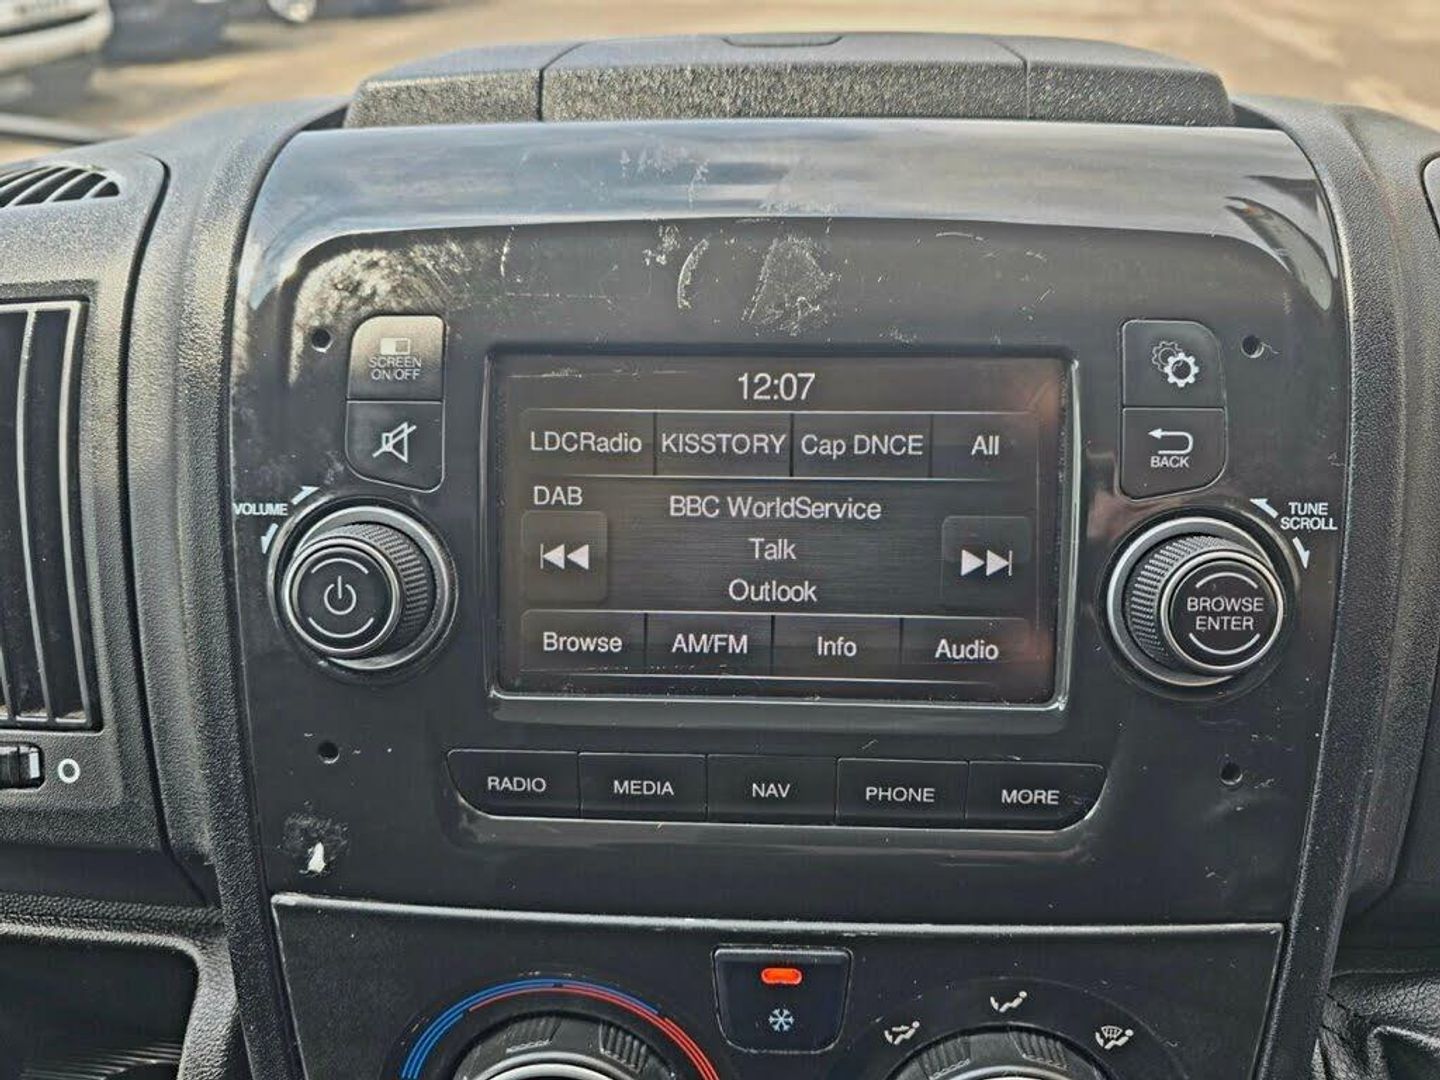 SCREEN
ON/OFF
12:07
LDCRadio KISSTORY Cap DNCE All
BACK
DAB
BBC WorldService
Talk
Outlook
VOLUME
TUNE
SCROLL
BROWSE
ENTER
Browse AM/FM Info Audio
RADIO MEDIA NAV PHONE MORE